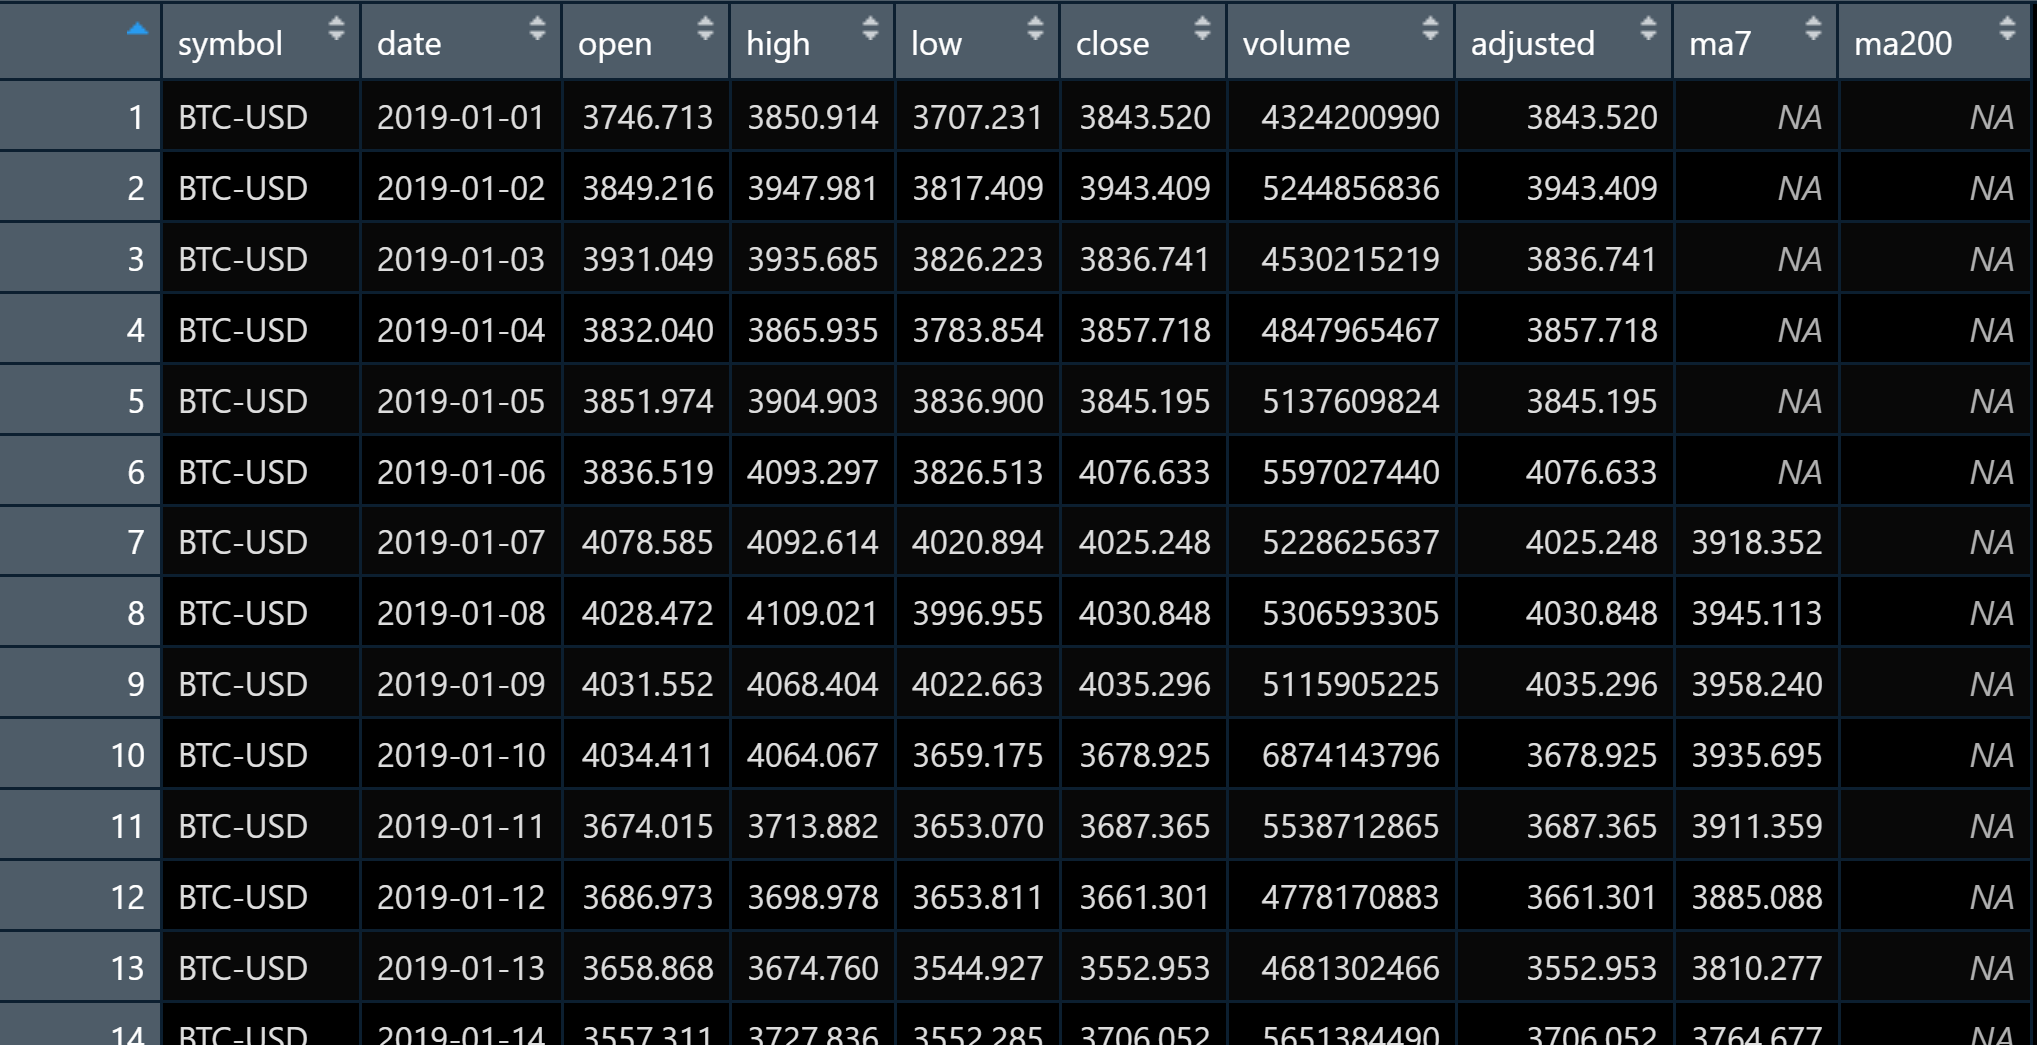 symbol date open high low close volume adjusted ma7 ma200
1 BTC-USD 2019-01-01 3746.713 3850.914 3707.231 3843.520 4324200990 3843.520 NA NA
2 BTC-USD 2019-01-02 3849.216 3947.981 3817.409 3943.409 5244856836 3943.409 NA NA
3 BTC-USD 2019-01-03 3931.049 3935.685 3826.223 3836.741 4530215219 3836.741 NA NA
4 BTC-USD 2019-01-04 3832.040 3865.935 3783.854 3857.718 4847965467 3857.718 NA NA
5 BTC-USD 2019-01-05 3851.974 3904.903 3836.900 3845.195 5137609824 3845.195 NA NA
6 BTC-USD 2019-01-06 3836.519 4093.297 3826.513 4076.633 5597027440 4076.633 NA NA
7 BTC-USD 2019-01-07 4078.585 4092.614 4020.894 4025.248 5228625637 4025.248 3918.352 NA
8 BTC-USD 2019-01-08 4028.472 4109.021 3996.955 4030.848 5306593305 4030.848 3945.113 NA
9 BTC-USD 2019-01-09 4031.552 4068.404 4022.663 4035.296 5115905225 4035.296 3958.240 NA
10 BTC-USD 2019-01-10 4034.411 4064.067 3659.175 3678.925 6874143796 3678.925 3935.695 NA
11 BTC-USD 2019-01-11 3674.015 3713.882 3653.070 3687.365 5538712865 3687.365 3911.359 NA
12 BTC-USD 2019-01-12 3686.973 3698.978 3653.811 3661.301 4778170883 3661.301 3885.088 NA
13 BTC-USD 2019-01-13 3658.868 3674.760 3544.927 3552.953 4681302466 3552.953 3810.277 NA
14 BTC-USD 2019-01-14 3557.311 3727.836 3552.285 3706.052 5651384490 3706.052 3764.677 NA